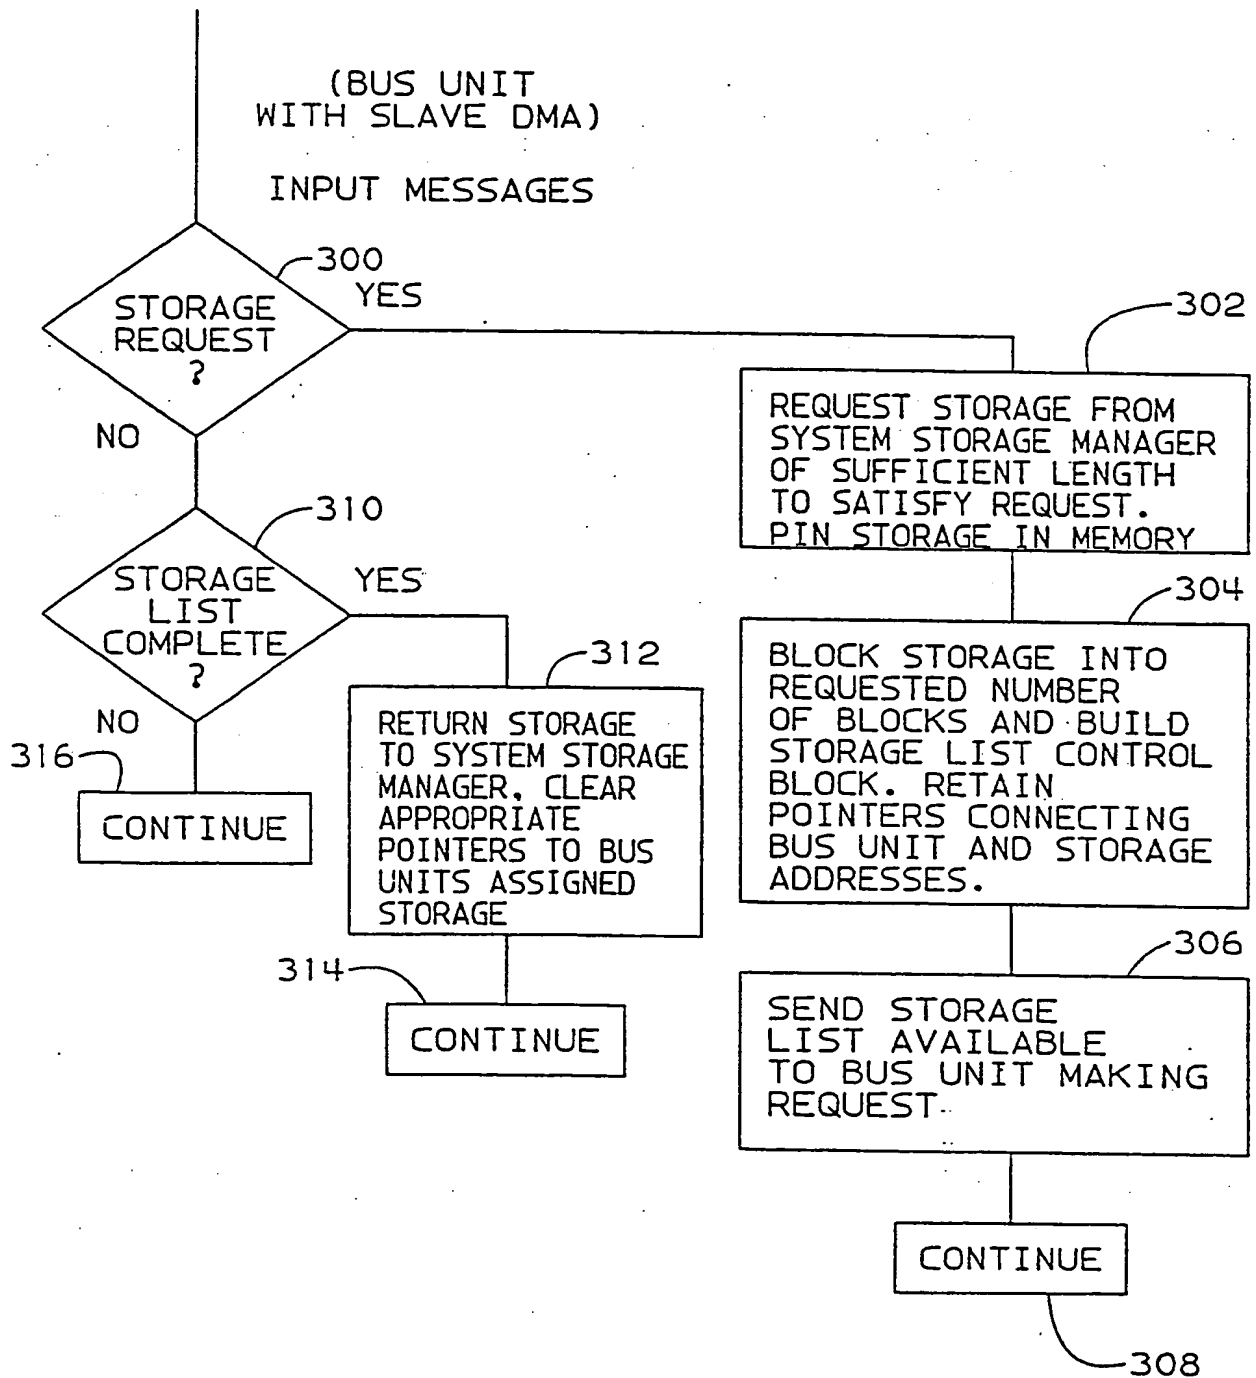 (BUS UNIT
WITH SLAVE DMA)
INPUT MESSAGES
300
STORAGE
REQUEST
?
YES
NO
302
REQUEST STORAGE FROM
SYSTEM STORAGE MANAGER
OF SUFFICIENT LENGTH
TO SATISFY REQUEST.
PIN STORAGE IN MEMORY
310
STORAGE
LIST
COMPLETE
?
YES
NO
304
BLOCK STORAGE INTO
REQUESTED NUMBER
OF BLOCKS AND BUILD
STORAGE LIST CONTROL
BLOCK. RETAIN
POINTERS CONNECTING
BUS UNIT AND STORAGE
ADDRESSES.
312
RETURN STORAGE
TO SYSTEM STORAGE
MANAGER. CLEAR
APPROPRIATE
POINTERS TO BUS
UNITS ASSIGNED
STORAGE
316
CONTINUE
314
CONTINUE
306
SEND STORAGE
LIST AVAILABLE
TO BUS UNIT MAKING
REQUEST
CONTINUE
308